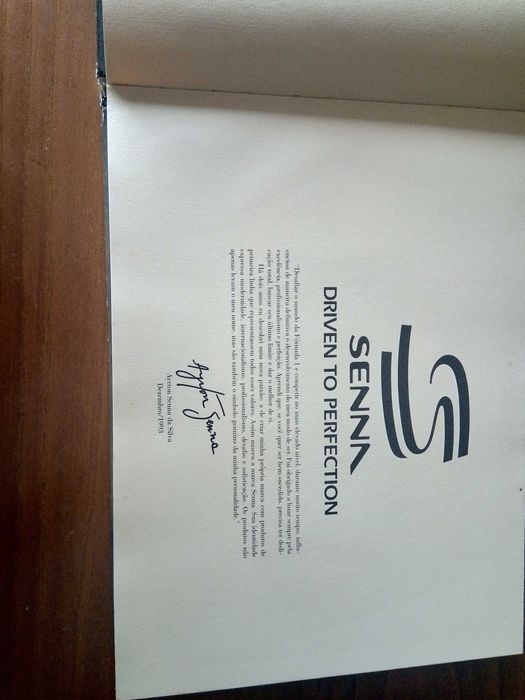 SENNA
DRIVEN TO PERFECTION
"Desafiar o mundo da Fórmula 1 e competir no mais elevado nível, durante muito tempo, influ-
enciou de maneira definitiva o desenvolvimento do meu modo de ser. Fui obrigado a lutar sempre pela
excelência, profissionalismo e perfeição. Aprendi que, se você quer ser bem-sucedido, precisa ter dedi-
cação total, buscar seu último limite e dar o melhor de si.
Há dois anos eu descobri uma nova paixão: a de criar minha própria marca com produtos de
primeira linha que representassem todos esses valores. Assim nasceu a marca Senna. Sua identidade
expressa modernidade, internacionalismo, profissionalismo, desafio e sofisticação. Os produtos não
apenas levam o meu nome, mas são também o símbolo genuíno da minha personalidade."
Ayrton Senna
Ayrton Senna da Silva
Dezembro/1993